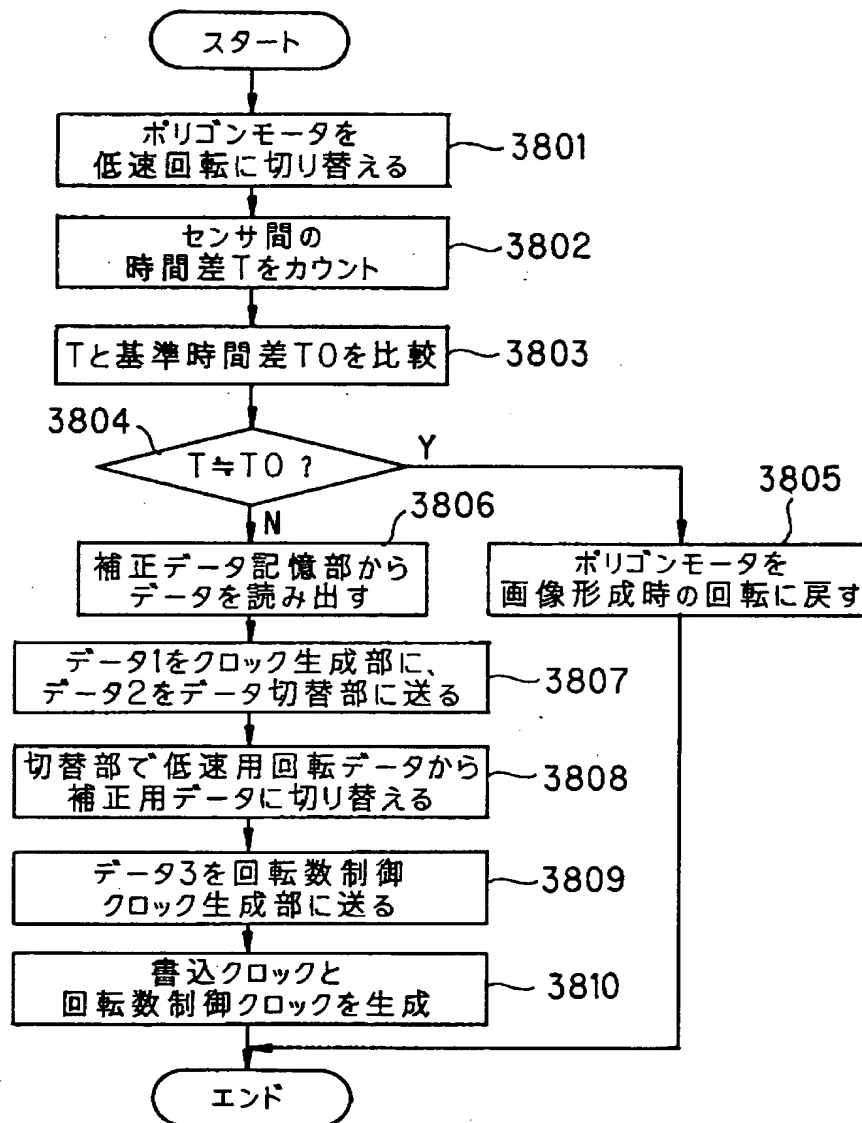 スタート
ポリゴンモータを
低速回転に切り替える
3801
センサ間の
時間差Tをカウント
3802
Tと基準時間差T0を比較
3803
3804
T≒T0?
Y
N
3805
ポリゴンモータを
画像形成時の回転に戻す
3806
補正データ記憶部から
データを読み出す
データ1をクロック生成部に、
データ2をデータ切替部に送る
3807
切替部で低速用回転データから
補正用データに切り替える
3808
データ3を回転数制御
クロック生成部に送る
3809
書込クロックと
回転数制御クロックを生成
3810
エンド